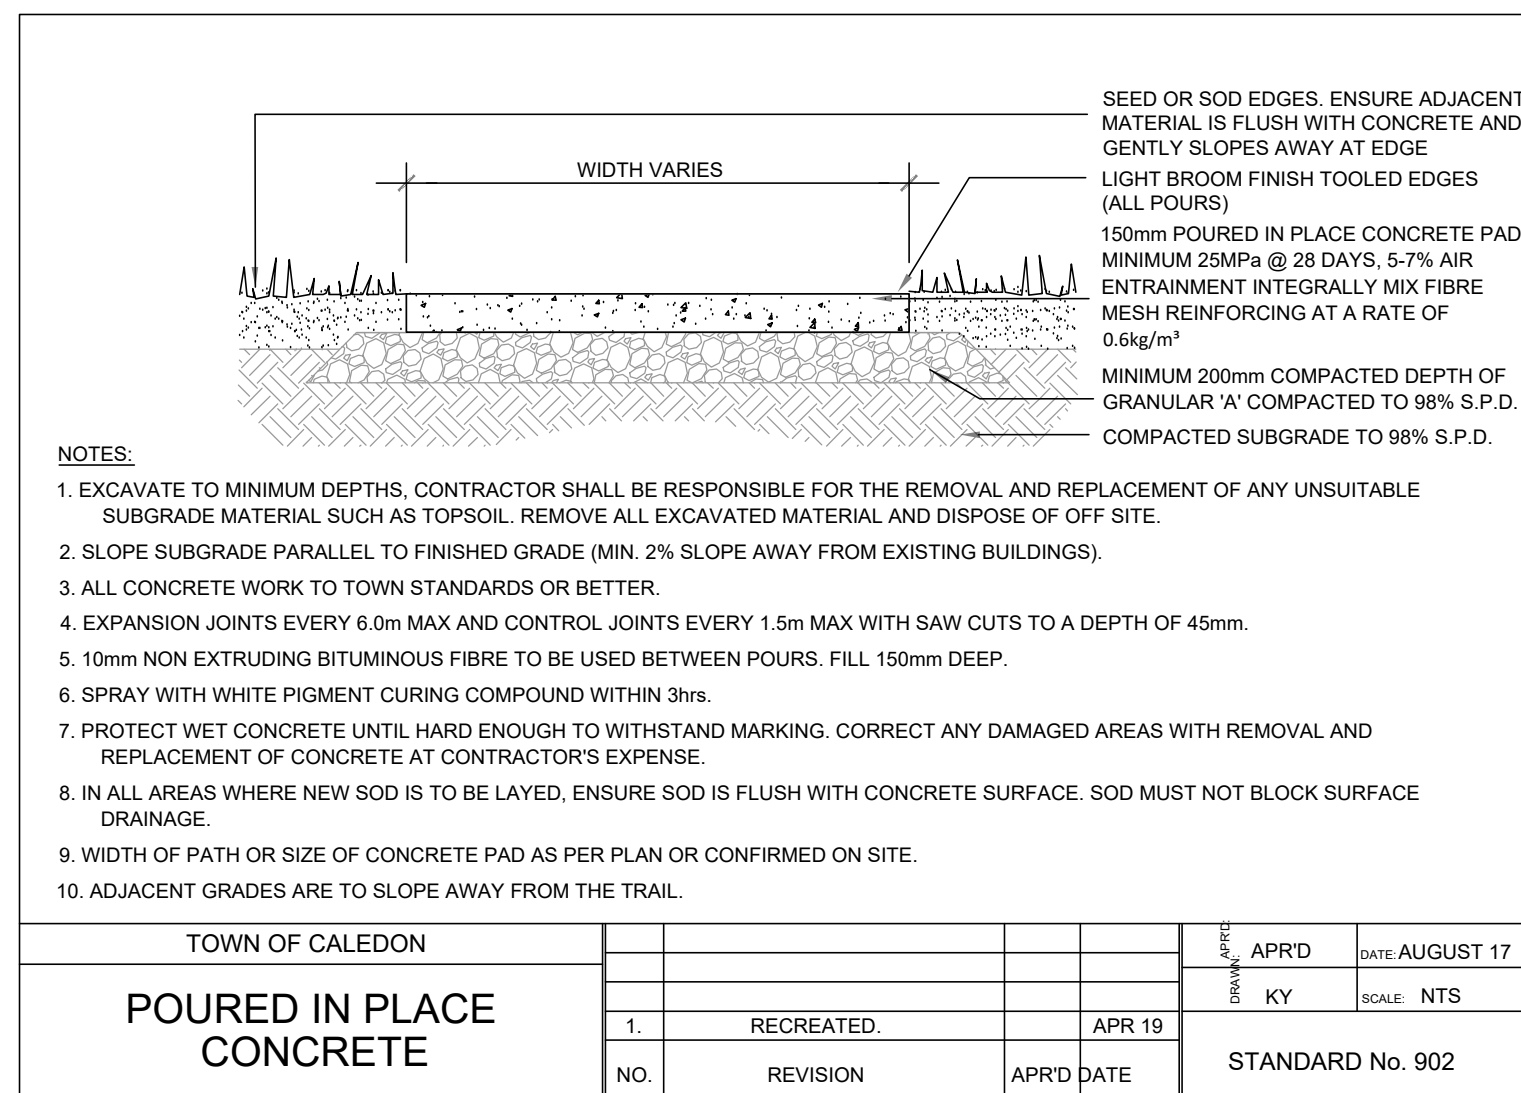 SEED OR SOD EDGES. ENSURE ADJACENT
MATERIAL IS FLUSH WITH CONCRETE AND
GENTLY SLOPES AWAY AT EDGE
WIDTH VARIES
LIGHT BROOM FINISH TOOLED EDGES
(ALL POURS)
150mm POURED IN PLACE CONCRETE PAD
MINIMUM 25MPa @ 28 DAYS, 5-7% AIR
ENTRAINMENT INTEGRALLY MIX FIBRE
MESH REINFORCING AT A RATE OF
0.6kg/m³
MINIMUM 200mm COMPACTED DEPTH OF
GRANULAR 'A' COMPACTED TO 98% S.P.D.
COMPACTED SUBGRADE TO 98% S.P.D.
NOTES:
1. EXCAVATE TO MINIMUM DEPTHS, CONTRACTOR SHALL BE RESPONSIBLE FOR THE REMOVAL AND REPLACEMENT OF ANY UNSUITABLE
SUBGRADE MATERIAL SUCH AS TOPSOIL. REMOVE ALL EXCAVATED MATERIAL AND DISPOSE OF OFF SITE.
2. SLOPE SUBGRADE PARALLEL TO FINISHED GRADE (MIN. 2% SLOPE AWAY FROM EXISTING BUILDINGS).
3. ALL CONCRETE WORK TO TOWN STANDARDS OR BETTER.
4. EXPANSION JOINTS EVERY 6.0m MAX AND CONTROL JOINTS EVERY 1.5m MAX WITH SAW CUTS TO A DEPTH OF 45mm.
5. 10mm NON EXTRUDING BITUMINOUS FIBRE TO BE USED BETWEEN POURS. FILL 150mm DEEP.
6. SPRAY WITH WHITE PIGMENT CURING COMPOUND WITHIN 3hrs.
7. PROTECT WET CONCRETE UNTIL HARD ENOUGH TO WITHSTAND MARKING. CORRECT ANY DAMAGED AREAS WITH REMOVAL AND
REPLACEMENT OF CONCRETE AT CONTRACTOR'S EXPENSE.
8. IN ALL AREAS WHERE NEW SOD IS TO BE LAYED, ENSURE SOD IS FLUSH WITH CONCRETE SURFACE. SOD MUST NOT BLOCK SURFACE
DRAINAGE.
9. WIDTH OF PATH OR SIZE OF CONCRETE PAD AS PER PLAN OR CONFIRMED ON SITE.
10. ADJACENT GRADES ARE TO SLOPE AWAY FROM THE TRAIL.
TOWN OF CALEDON
POURED IN PLACE
CONCRETE
1. RECREATED. APR 19
NO. REVISION APR'D DATE
APR'D: APR'D DATE: AUGUST 17
DRAWN: KY SCALE: NTS
STANDARD No. 902